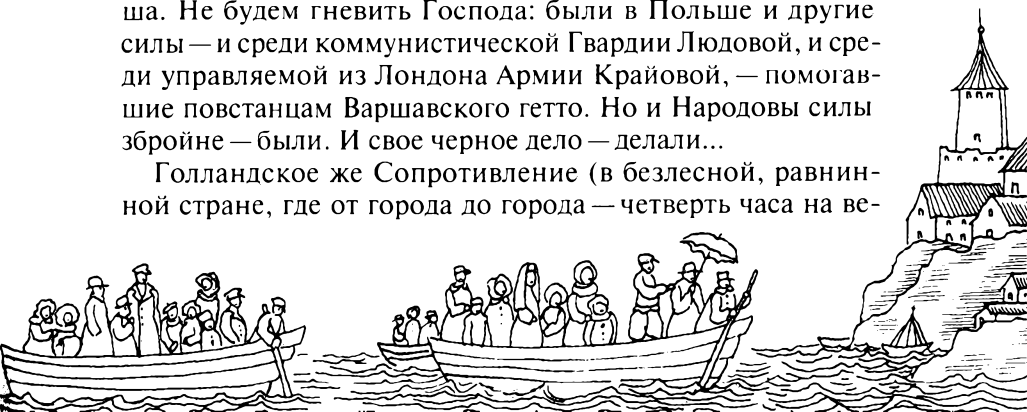 ша. Не будем гневить Господа: были в Польше и другие
силы — и среди коммунистической Гвардии Людовой, и сре-
ди управляемой из Лондона Армии Крайовой, — помогав-
шие повстанцам Варшавского гетто. Но и Народовы силы
збройне — были. И свое черное дело — делали...
Голландское же Сопротивление (в безлесной, равнин-
ной стране, где от города до города — четверть часа на ве-